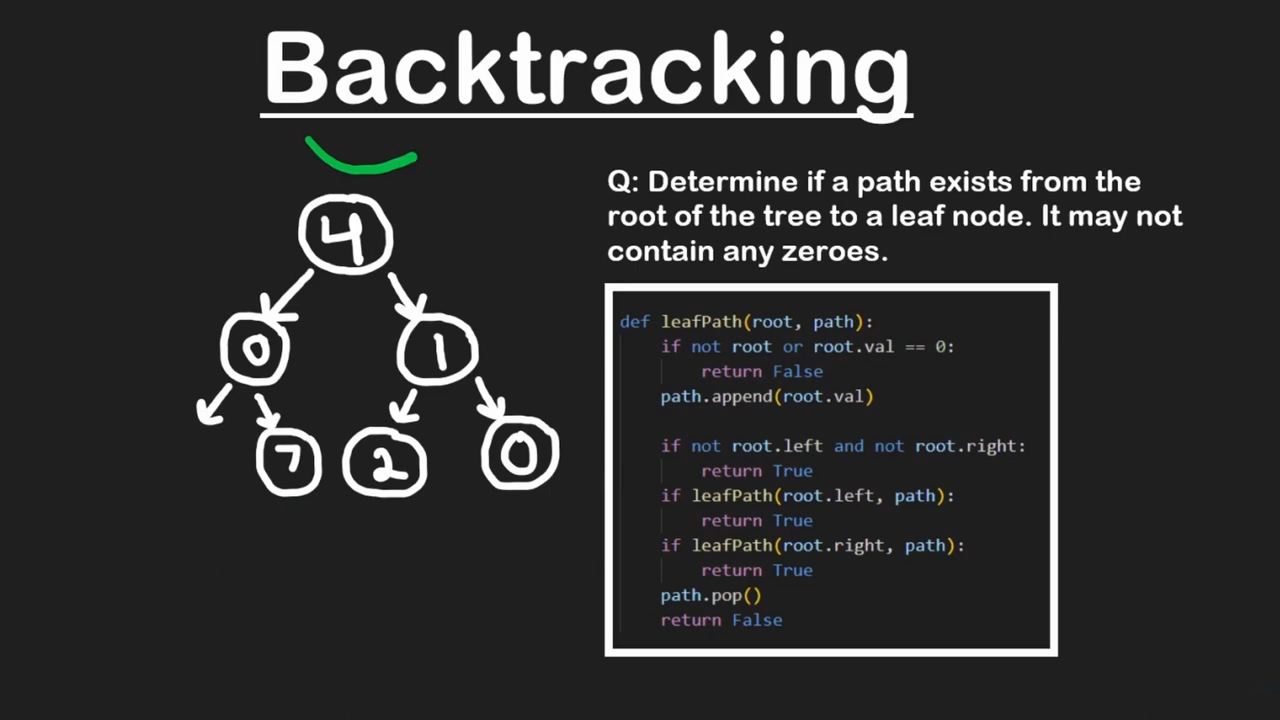 Backtracking
4
0 1
7 2 0
Q: Determine if a path exists from the
root of the tree to a leaf node. It may not
contain any zeroes.
def leafPath(root, path):
    if not root or root.val == 0:
        return False
    path.append(root.val)

    if not root.left and not root.right:
        return True
    if leafPath(root.left, path):
        return True
    if leafPath(root.right, path):
        return True
    path.pop()
    return False